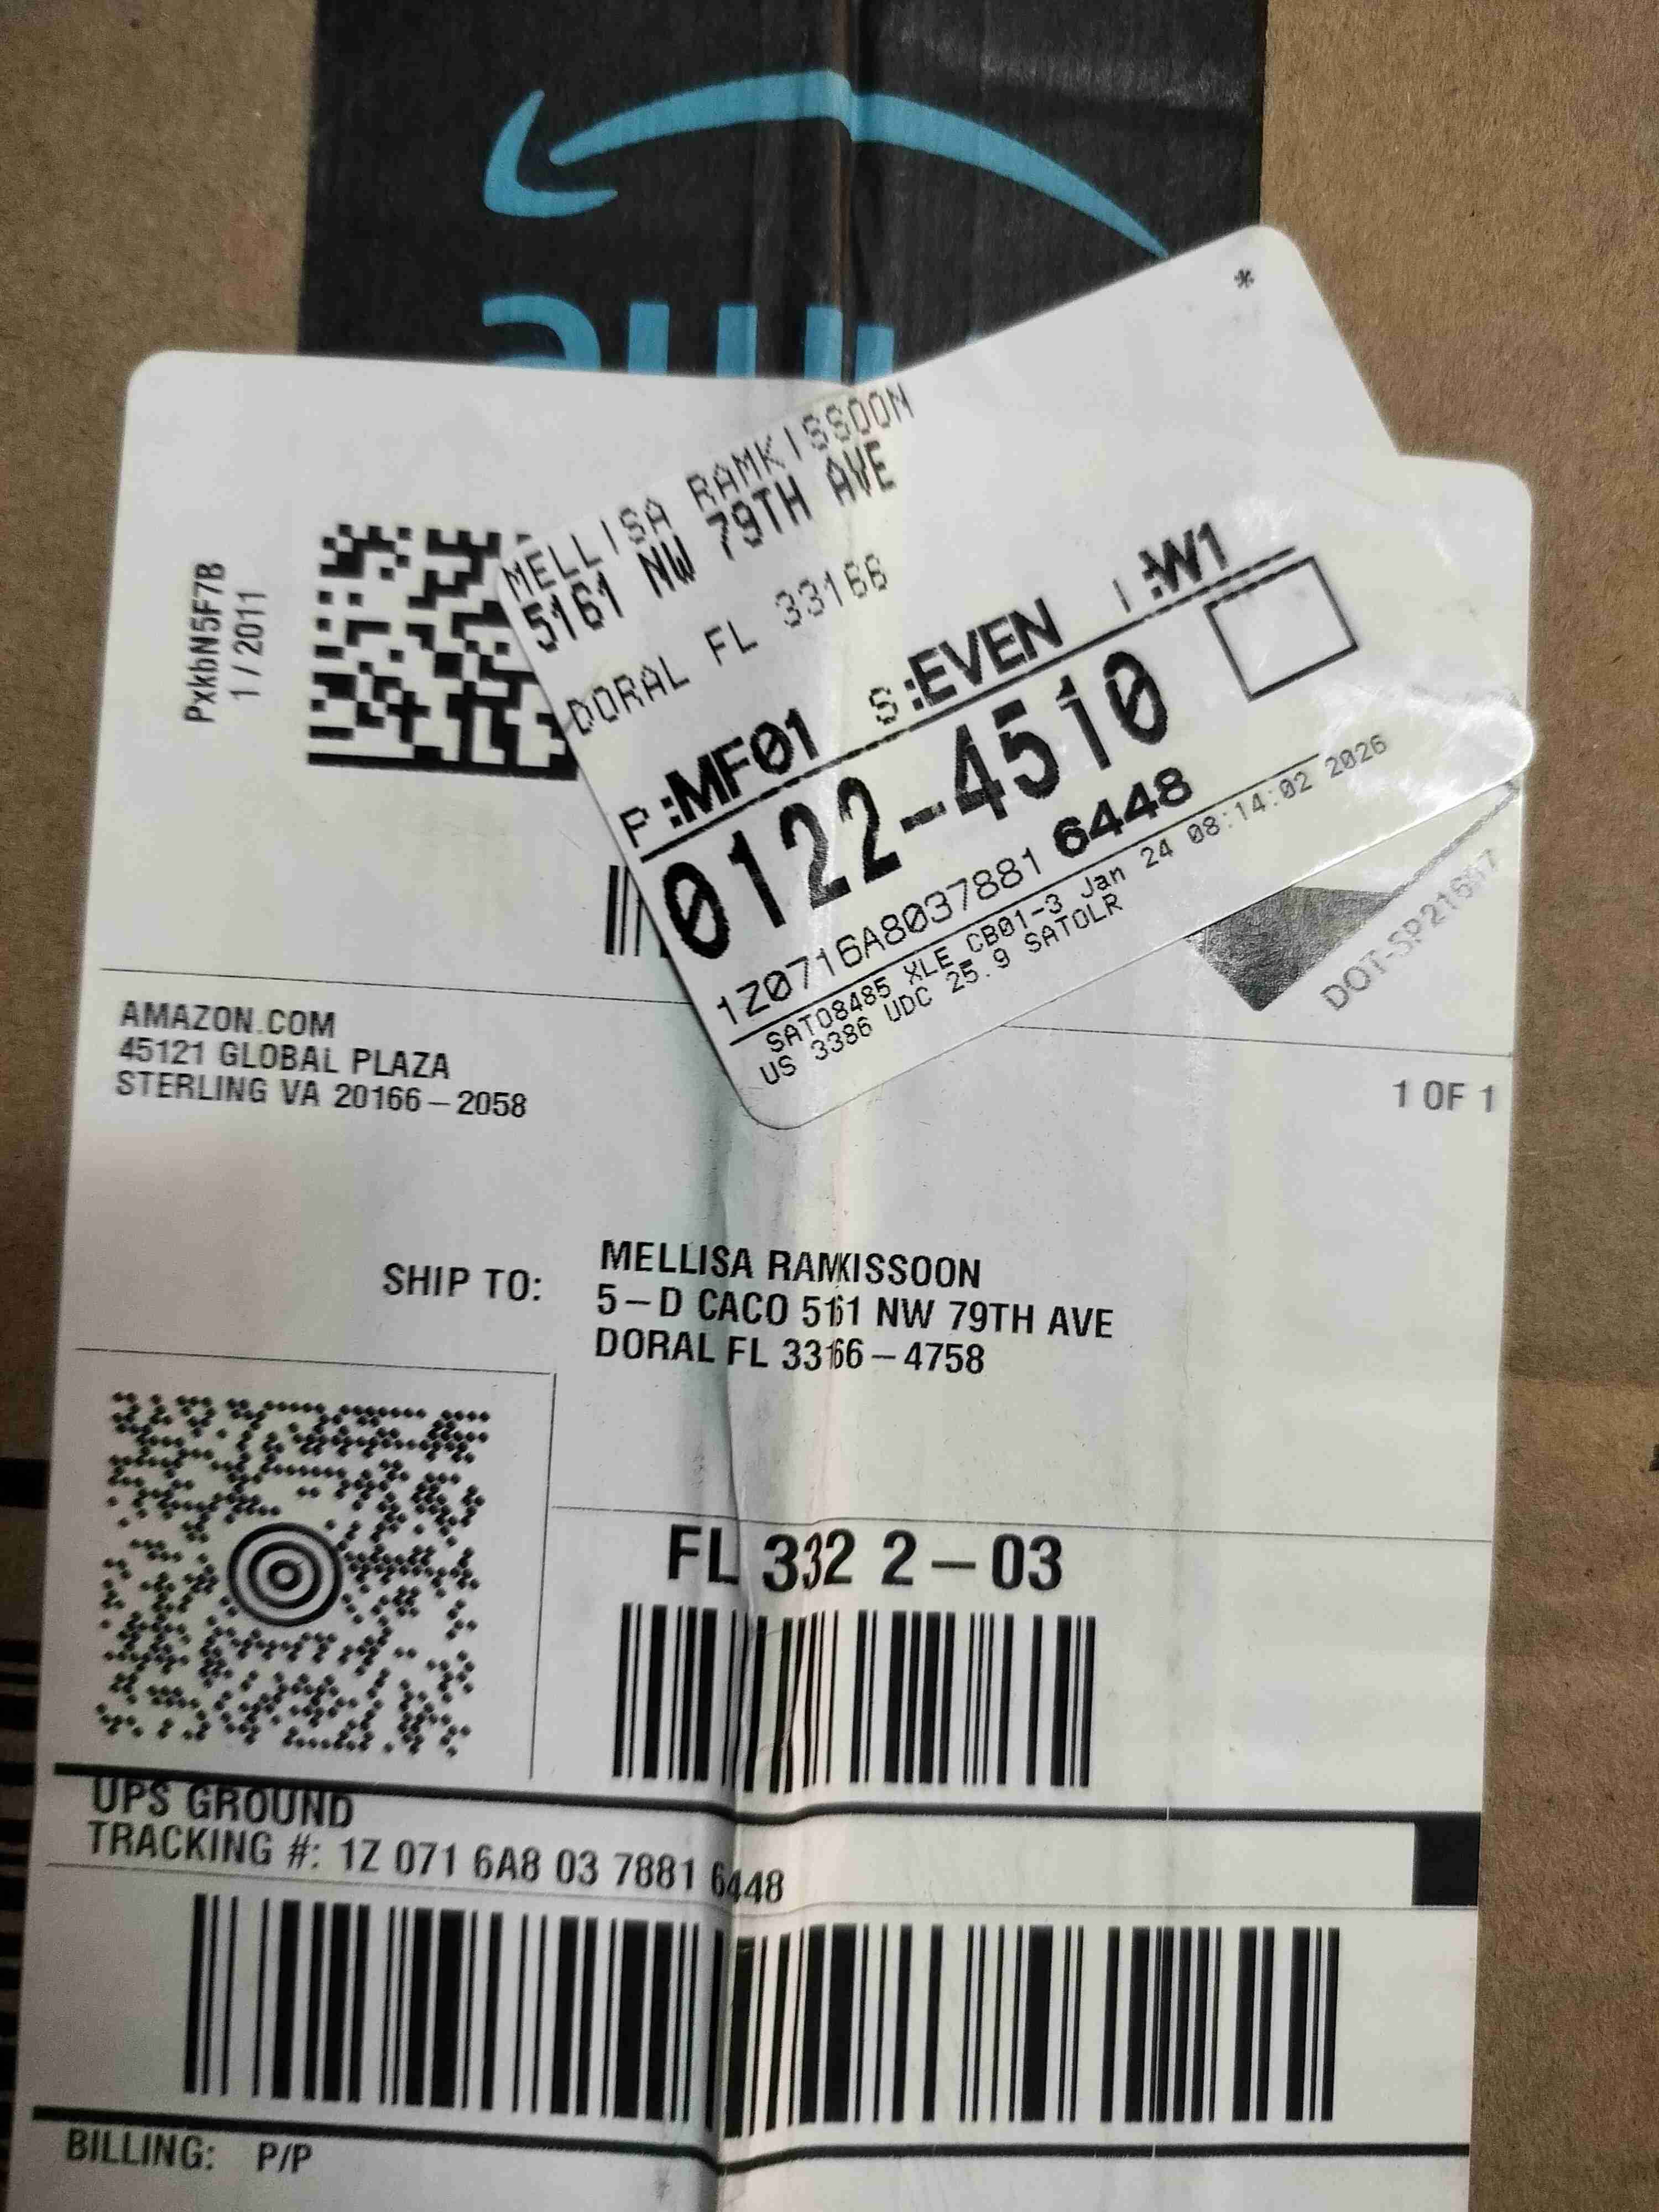 *
MELLISA RAMKISSOON
5161 NW 79TH AVE
DORAL FL 33166
P:MF01 S:EVEN I:W1
0122-4510
1Z0716A8037881 6448
SAT08485 XLE CB01-3 Jan 24 08:14:02 2026
US 3386 UDC 25.9 SATOLR
PxkbN5F7B
1 / 2011
AMAZON.COM
45121 GLOBAL PLAZA
STERLING VA 20166-2058
1 OF 1
SHIP TO:
MELLISA RAMKISSOON
5-D CACO 5161 NW 79TH AVE
DORAL FL 33166-4758
FL 332 2-03
UPS GROUND
TRACKING #: 1Z 071 6A8 03 7881 6448
BILLING: P/P